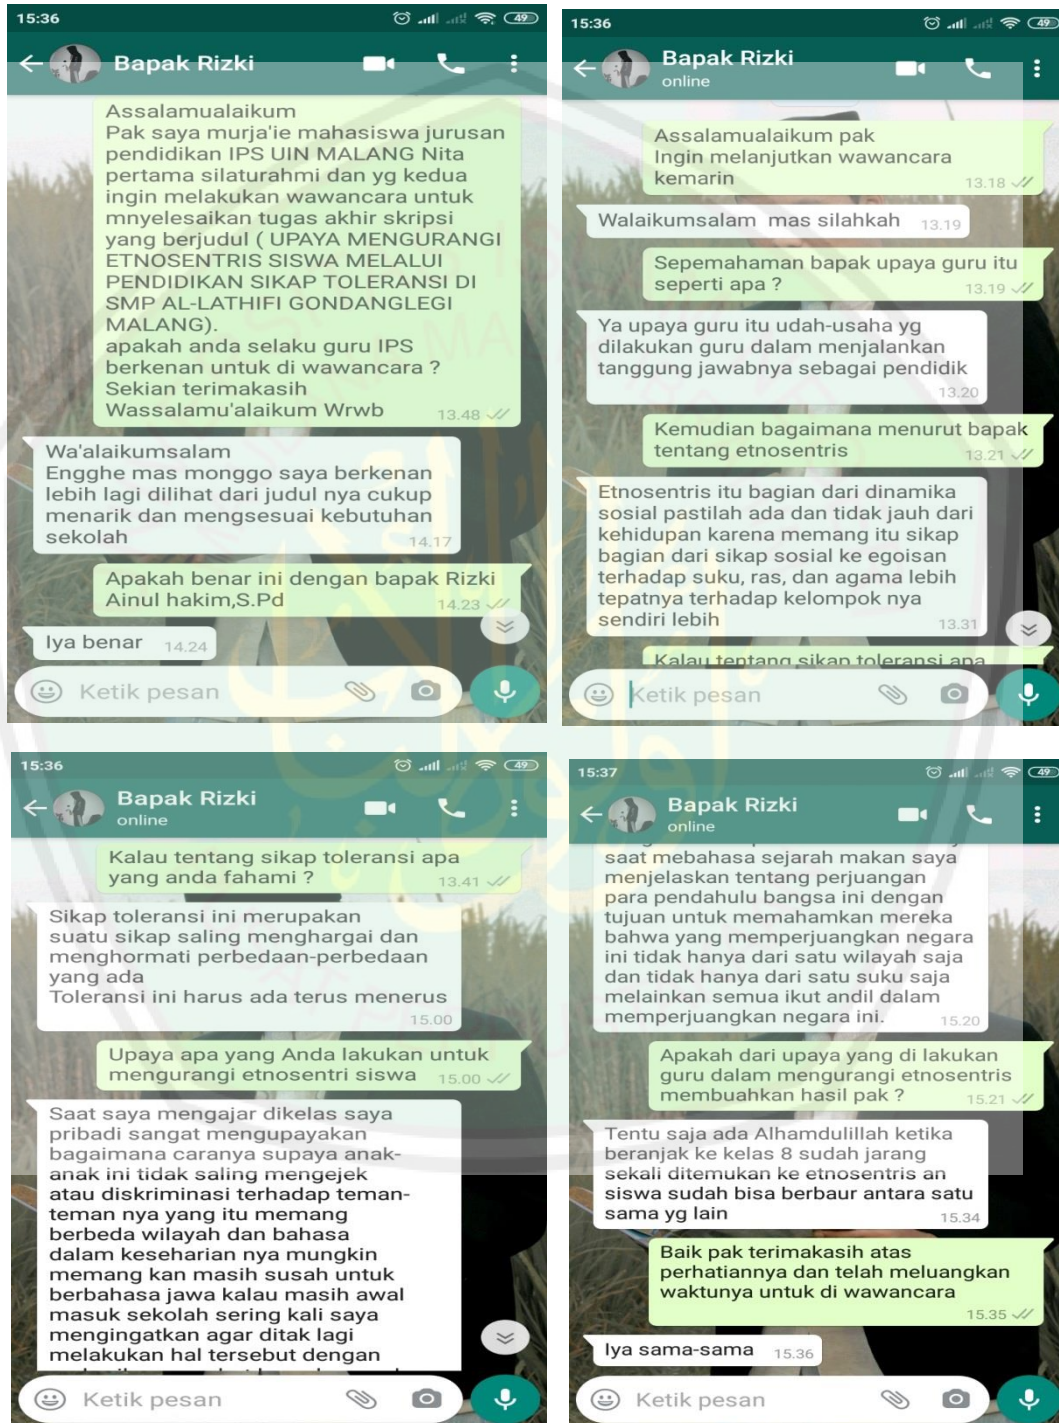 15:36
49
Bapak Rizki
Assalamualaikum
Pak saya murja'ie mahasiswa jurusan
pendidikan IPS UIN MALANG Nita
pertama silaturahmi dan yg kedua
ingin melakukan wawancara untuk
mnyelesaikan tugas akhir skripsi
yang berjudul ( UPAYA MENGURANGI
ETNOSENTRIS SISWA MELALUI
PENDIDIKAN SIKAP TOLERANSI DI
SMP AL-LATHIFI GONDANGLEGI
MALANG).
apakah anda selaku guru IPS
berkenan untuk di wawancara ?
Sekian terimakasih
Wassalamu'alaikum Wrwb
13.48
Wa'alaikumsalam
Engghe mas monggo saya berkenan
lebih lagi dilihat dari judul nya cukup
menarik dan mengsesuai kebutuhan
sekolah
14.17
Apakah benar ini dengan bapak Rizki
Ainul hakim,S.Pd
14.23
Iya benar 14.24
Ketik pesan
15:36
49
Bapak Rizki
online
Assalamualaikum pak
Ingin melanjutkan wawancara
kemarin
13.18
Walaikumsalam mas silahkah 13.19
Sepemahaman bapak upaya guru itu
seperti apa ?
13.19
Ya upaya guru itu udah-usaha yg
dilakukan guru dalam menjalankan
tanggung jawabnya sebagai pendidik
13.20
Kemudian bagaimana menurut bapak
tentang etnosentris
13.21
Etnosentris itu bagian dari dinamika
sosial pastilah ada dan tidak jauh dari
kehidupan karena memang itu sikap
bagian dari sikap sosial ke egoisan
terhadap suku, ras, dan agama lebih
tepatnya terhadap kelompok nya
sendiri lebih
13.31
Kalau tentang sikap toleransi apa
Ketik pesan
15:36
49
Bapak Rizki
online
Kalau tentang sikap toleransi apa
yang anda fahami ?
13.41
Sikap toleransi ini merupakan
suatu sikap saling menghargai dan
menghormati perbedaan-perbedaan
yang ada
Toleransi ini harus ada terus menerus
15.00
Upaya apa yang Anda lakukan untuk
mengurangi etnosentri siswa 15.00
Saat saya mengajar dikelas saya
pribadi sangat mengupayakan
bagaimana caranya supaya anak-
anak ini tidak saling mengejek
atau diskriminasi terhadap teman-
teman nya yang itu memang
berbeda wilayah dan bahasa
dalam keseharian nya mungkin
memang kan masih susah untuk
berbahasa jawa kalau masih awal
masuk sekolah sering kali saya
mengingatkan agar ditak lagi
melakukan hal tersebut dengan
Ketik pesan
15:37
49
Bapak Rizki
online
saat mebahasa sejarah makan saya
menjelaskan tentang perjuangan
para pendahulu bangsa ini dengan
tujuan untuk memahamkan mereka
bahwa yang memperjuangkan negara
ini tidak hanya dari satu wilayah saja
dan tidak hanya dari satu suku saja
melainkan semua ikut andil dalam
memperjuangkan negara ini.
15.20
Apakah dari upaya yang di lakukan
guru dalam mengurangi etnosentris
membuahkan hasil pak ?
15.21
Tentu saja ada Alhamdulillah ketika
beranjak ke kelas 8 sudah jarang
sekali ditemukan ke etnosentris an
siswa sudah bisa berbaur antara satu
sama yg lain
15.34
Baik pak terimakasih atas
perhatiannya dan telah meluangkan
waktunya untuk di wawancara
15.35
Iya sama-sama 15.36
Ketik pesan